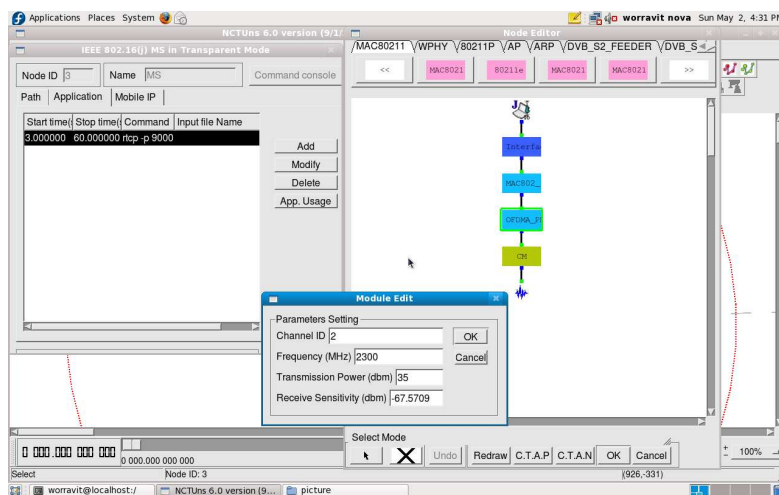 Applications Places System worravit nova Sun May 2, 4:31 P
NCTUns 6.0 version (9/1/
Node Editor
IEEE 802.16(j) MS in Transparent Mode
/MAC80211 WPHY 80211P AP ARP DVB_S2_FEEDER DVB_S
<< MAC8021 80211e MAC8021 MAC8021 >>
Node ID 3 Name MS Command console
Path Application Mobile IP
Start time( Stop time( Command Input file Name
3.000000 60.000000 rtcp -p 9000
Add
Modify
Delete
App. Usage
J
Interfa
MAC802_
OFDMA_
CM
Module Edit
Parameters Setting
Channel ID 2
Frequency (MHz) 2300
Transmission Power (dbm) 35
Receive Sensitivity (dbm) -67.5709
OK
Cancel
Select Mode
X Undo Redraw C.T.A.P C.T.A.N OK Cancel
0 000.000 000 000
0 000.000 000 000
100%
Select Node ID: 3 (926,-331)
worravit@localhost:/ NCTUns 6.0 version (9... picture